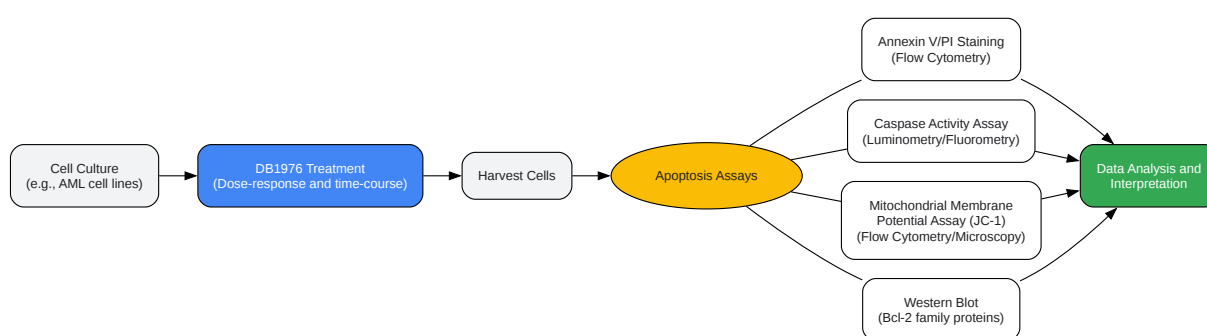 Cell Culture
(e.g., AML cell lines)
DB1976 Treatment
(Dose-response and time-course)
Harvest Cells
Apoptosis Assays
Annexin V/PI Staining
(Flow Cytometry)
Caspase Activity Assay
(Luminometry/Fluorometry)
Mitochondrial Membrane
Potential Assay (JC-1)
(Flow Cytometry/Microscopy)
Western Blot
(Bcl-2 family proteins)
Data Analysis and
Interpretation